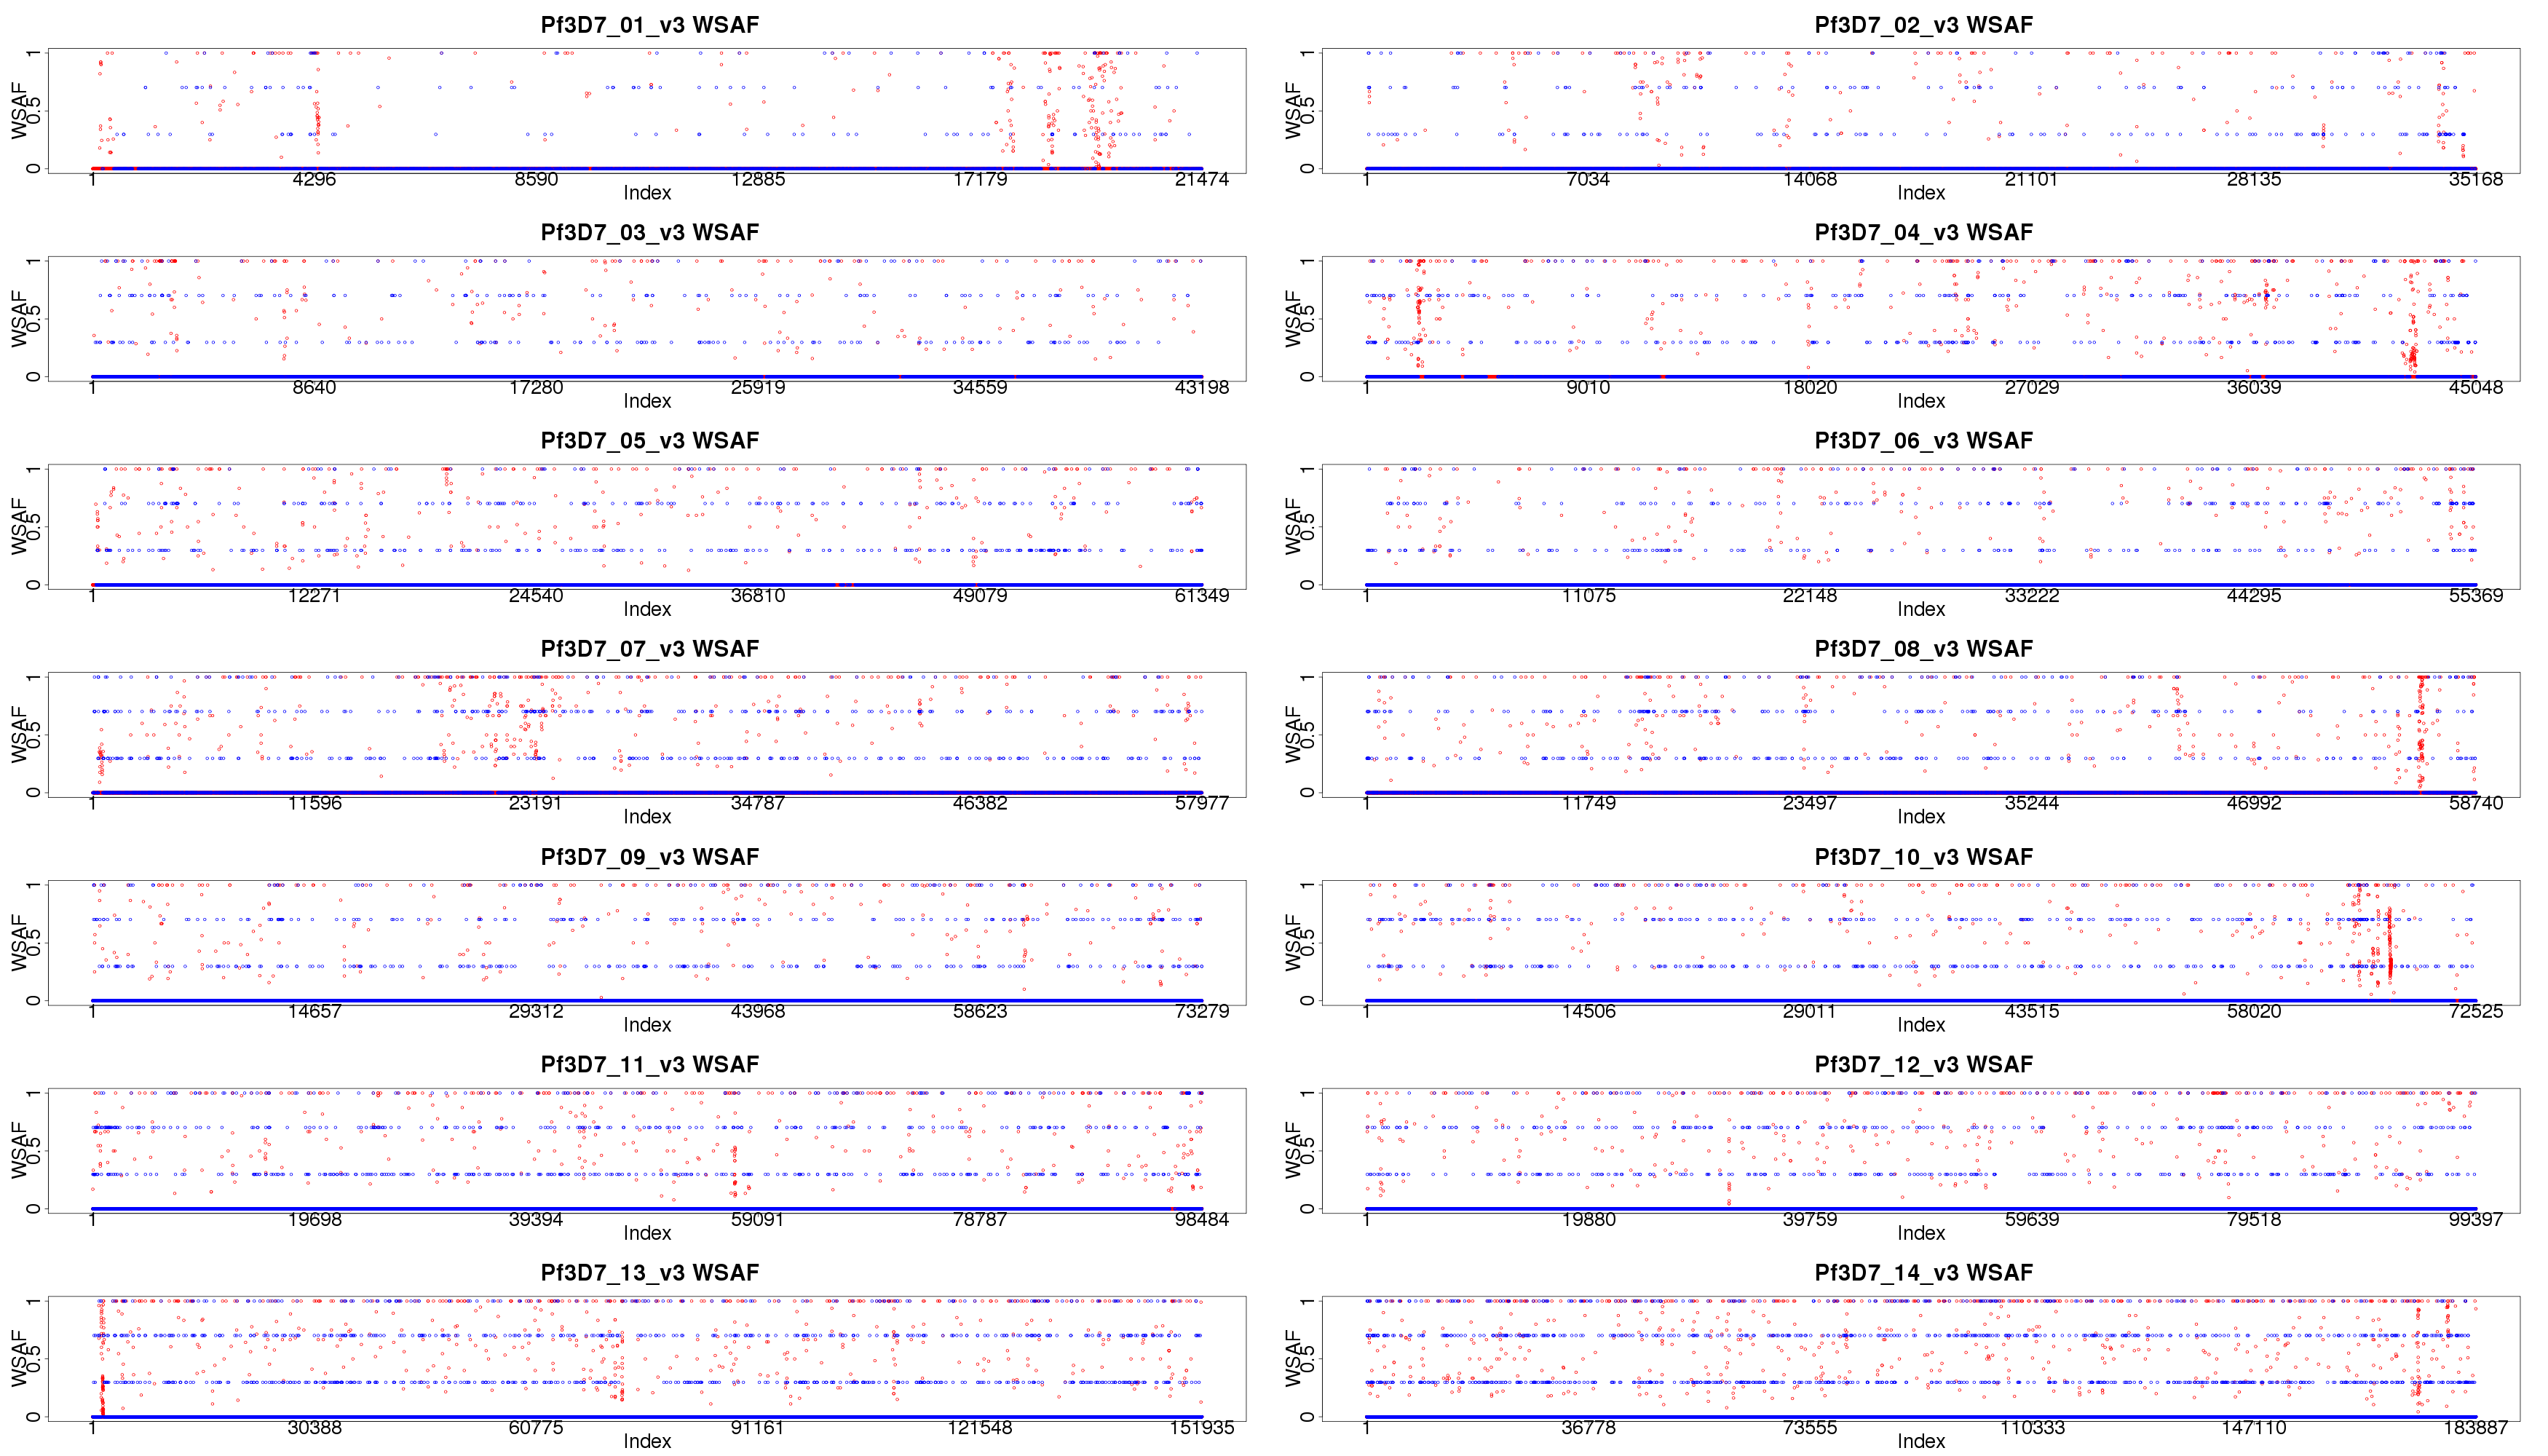 Pf3D7_01_v3 WSAF
WSAF
0 0.5 1
1 4296 8590 12885 17179 21474
Index
Pf3D7_02_v3 WSAF
WSAF
0 0.5 1
1 7034 14068 21101 28135 35168
Index
Pf3D7_03_v3 WSAF
WSAF
0 0.5 1
1 8640 17280 25919 34559 43198
Index
Pf3D7_04_v3 WSAF
WSAF
0 0.5 1
1 9010 18020 27029 36039 45048
Index
Pf3D7_05_v3 WSAF
WSAF
0 0.5 1
1 12271 24540 36810 49079 61349
Index
Pf3D7_06_v3 WSAF
WSAF
0 0.5 1
1 11075 22148 33222 44295 55369
Index
Pf3D7_07_v3 WSAF
WSAF
0 0.5 1
1 11596 23191 34787 46382 57977
Index
Pf3D7_08_v3 WSAF
WSAF
0 0.5 1
1 11749 23497 35244 46992 58740
Index
Pf3D7_09_v3 WSAF
WSAF
0 0.5 1
1 14657 29312 43968 58623 73279
Index
Pf3D7_10_v3 WSAF
WSAF
0 0.5 1
1 14506 29011 43515 58020 72525
Index
Pf3D7_11_v3 WSAF
WSAF
0 0.5 1
1 19698 39394 59091 78787 98484
Index
Pf3D7_12_v3 WSAF
WSAF
0 0.5 1
1 19880 39759 59639 79518 99397
Index
Pf3D7_13_v3 WSAF
WSAF
0 0.5 1
1 30388 60775 91161 121548 151935
Index
Pf3D7_14_v3 WSAF
WSAF
0 0.5 1
1 36778 73555 110333 147110 183887
Index